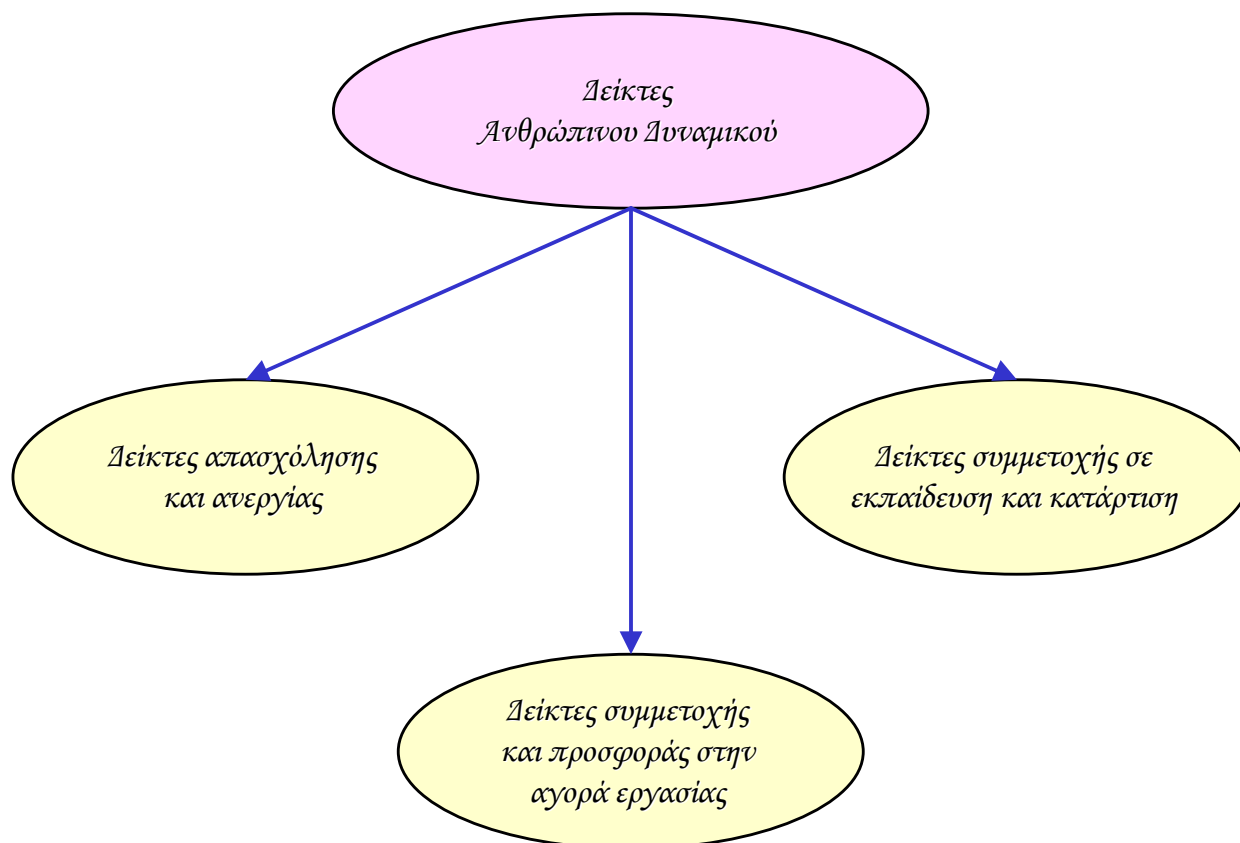 Δείκτες
Ανθρώπινου Δυναμικού
Δείκτες απασχόλησης
και ανεργίας
Δείκτες συμμετοχής σε
εκπαίδευση και κατάρτιση
Δείκτες συμμετοχής
και προσφοράς στην
αγορά εργασίας